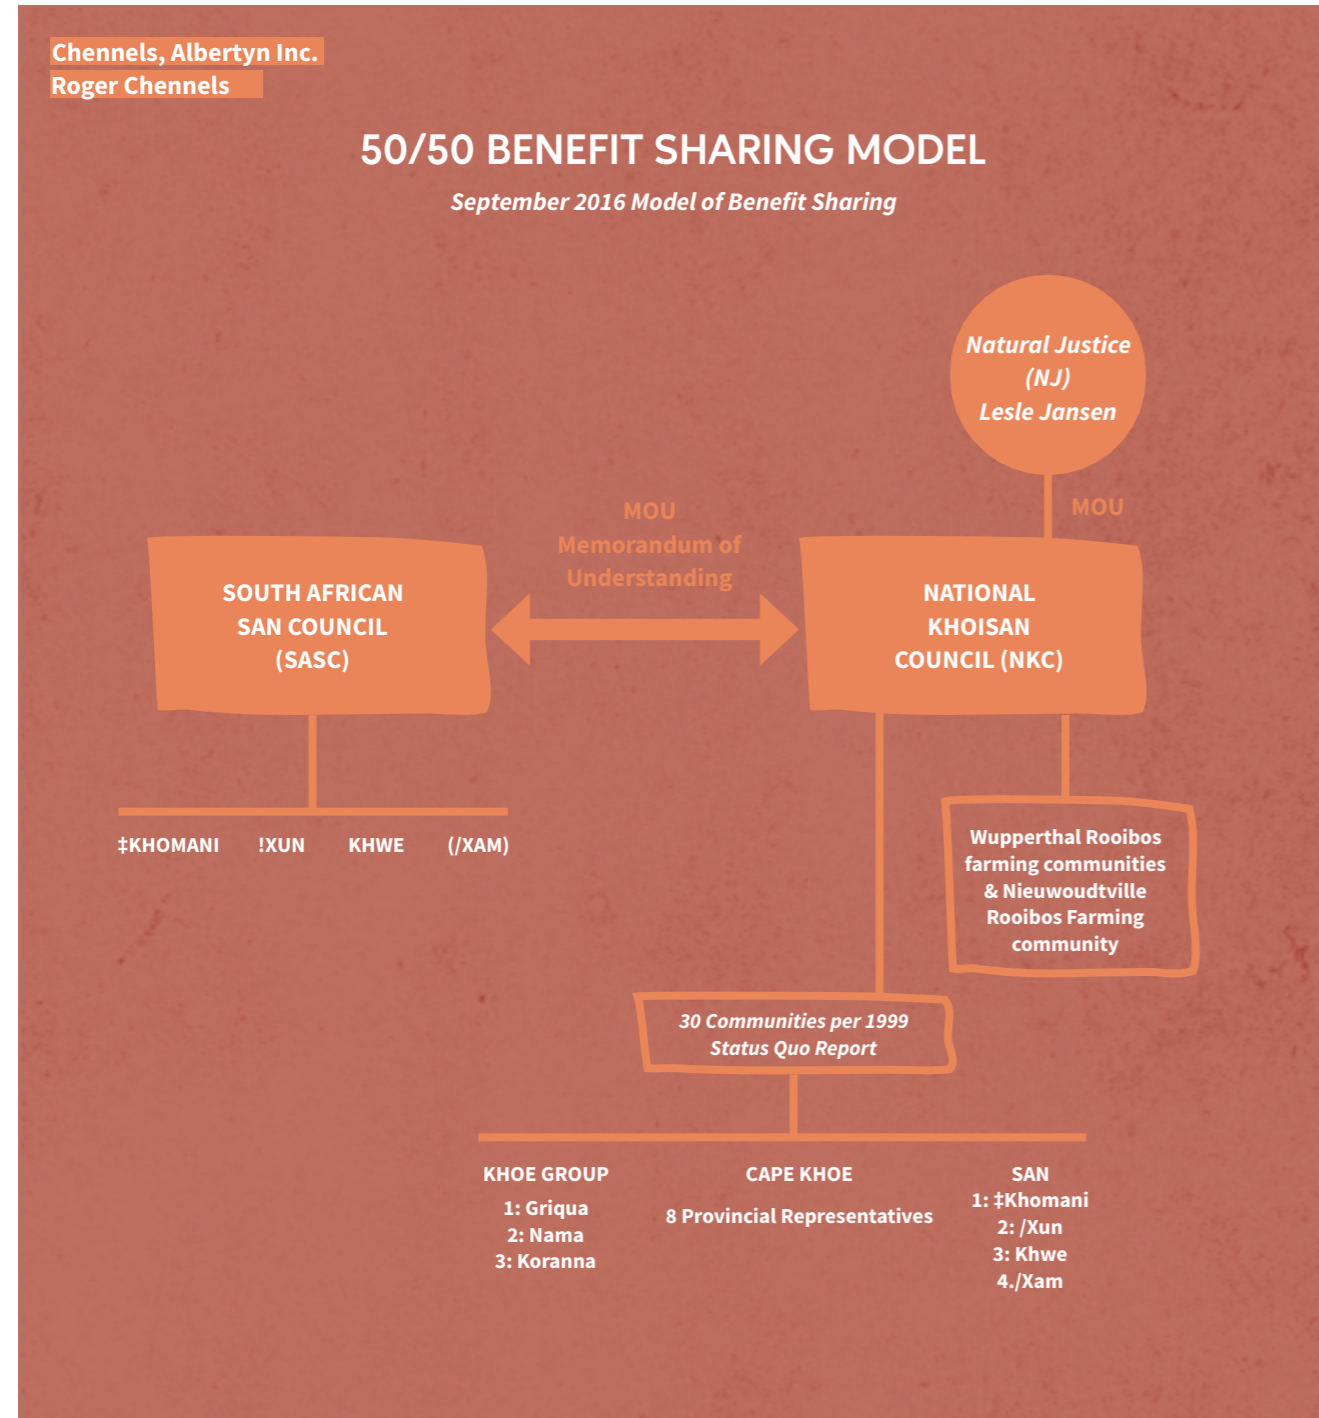 Chennels, Albertyn Inc.
Roger Chennels
50/50 BENEFIT SHARING MODEL
September 2016 Model of Benefit Sharing
Natural Justice
(NJ)
Lesle Jansen
MOU
MOU
Memorandum of
Understanding
SOUTH AFRICAN
SAN COUNCIL
(SASC)
NATIONAL
KHOISAN
COUNCIL (NKC)
‡KHOMANI !XUN KHWE (/XAM)
Wupperthal Rooibos
farming communities
& Nieuwoudtville
Rooibos Farming
community
30 Communities per 1999
Status Quo Report
KHOE GROUP
1: Griqua
2: Nama
3: Koranna
CAPE KHOE
8 Provincial Representatives
SAN
1: ‡Khomani
2: /Xun
3: Khwe
4./Xam